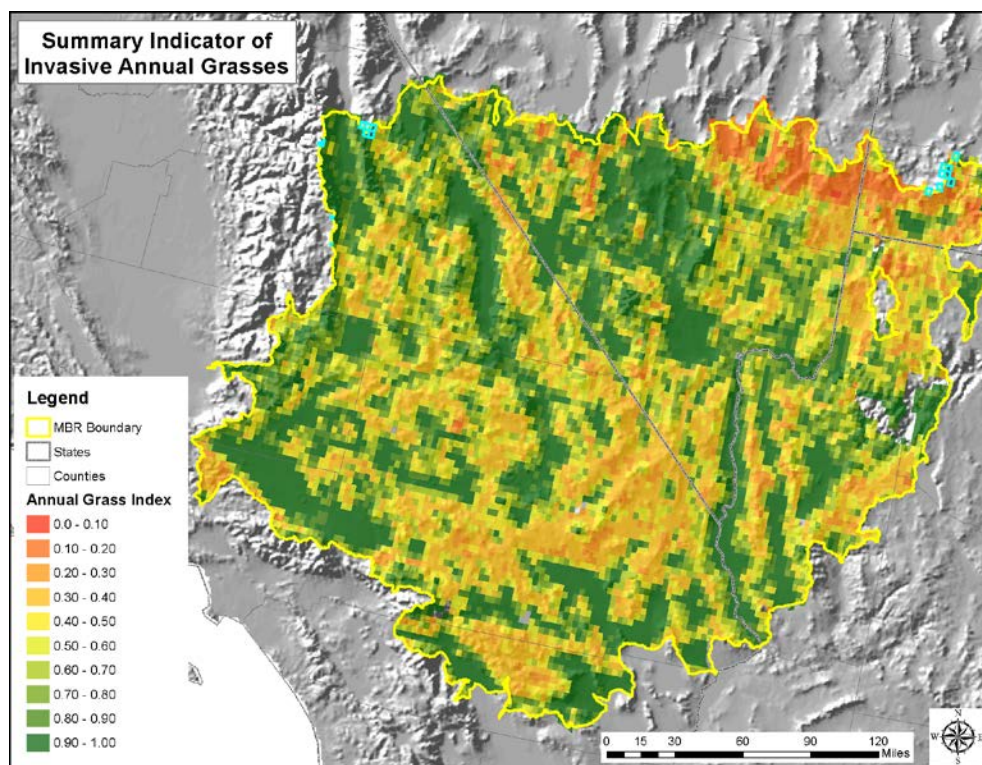 Summary Indicator of
Invasive Annual Grasses
Legend
MBR Boundary
States
Counties
Annual Grass Index
0.0 - 0.10
0.10 - 0.20
0.20 - 0.30
0.30 - 0.40
0.40 - 0.50
0.50 - 0.60
0.60 - 0.70
0.70 - 0.80
0.80 - 0.90
0.90 - 1.00
0 15 30 60 90 120
Miles
N
W E
S